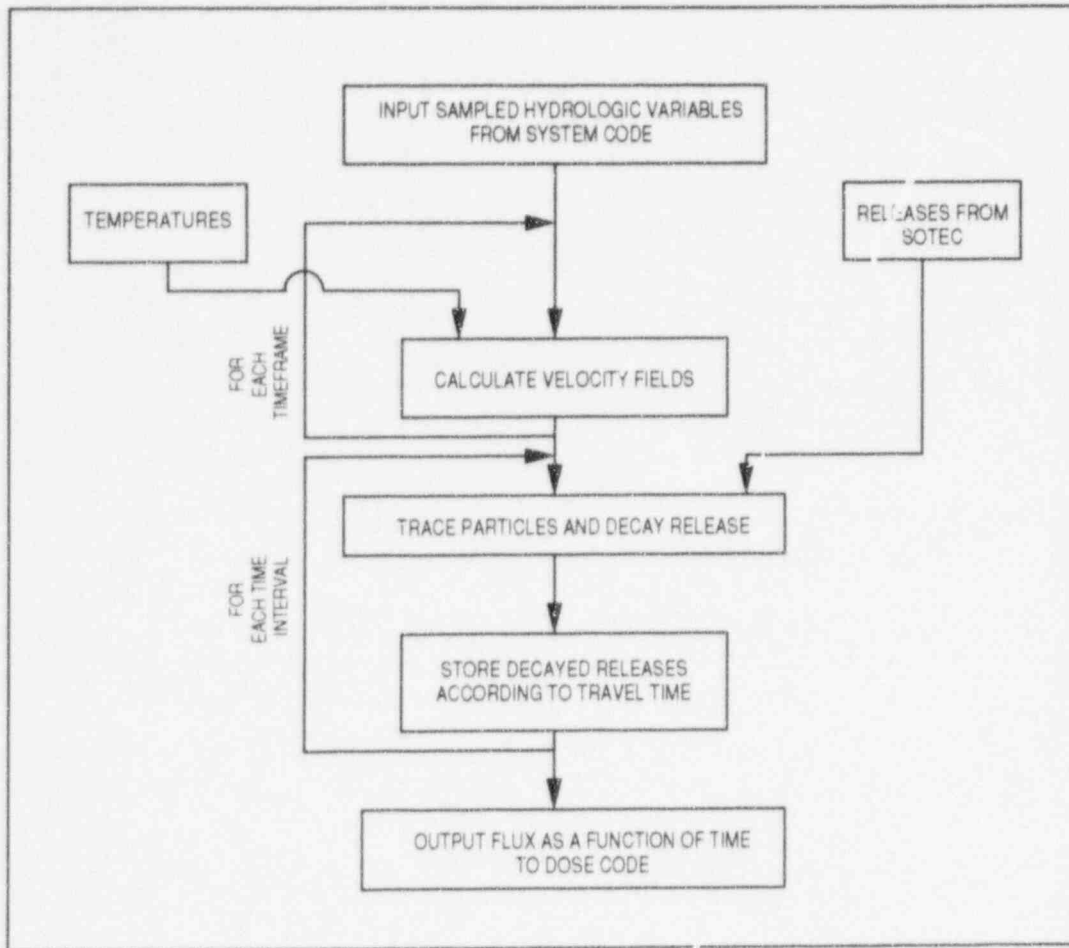 INPUT SAMPLED HYDROLOGIC VARIABLES
FROM SYSTEM CODE
TEMPERATURES
RELEASES FROM
SOTEC
FOR
EACH
TIMEFRAME
CALCULATE VELOCITY FIELDS
TRACE PARTICLES AND DECAY RELEASE
FOR
EACH TIME
INTERVAL
STORE DECAYED RELEASES
ACCORDING TO TRAVEL TIME
OUTPUT FLUX AS A FUNCTION OF TIME
TO DOSE CODE